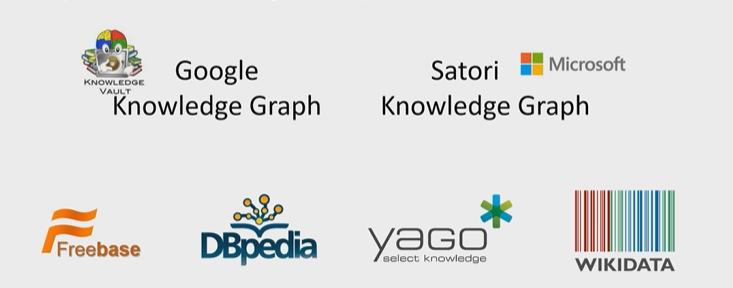 KNOWLEDGE
VAULT
Google
Knowledge Graph
Satori
Microsoft
Knowledge Graph
Freebase
DBpedia
yaGO
select knowledge
WIKIDATA